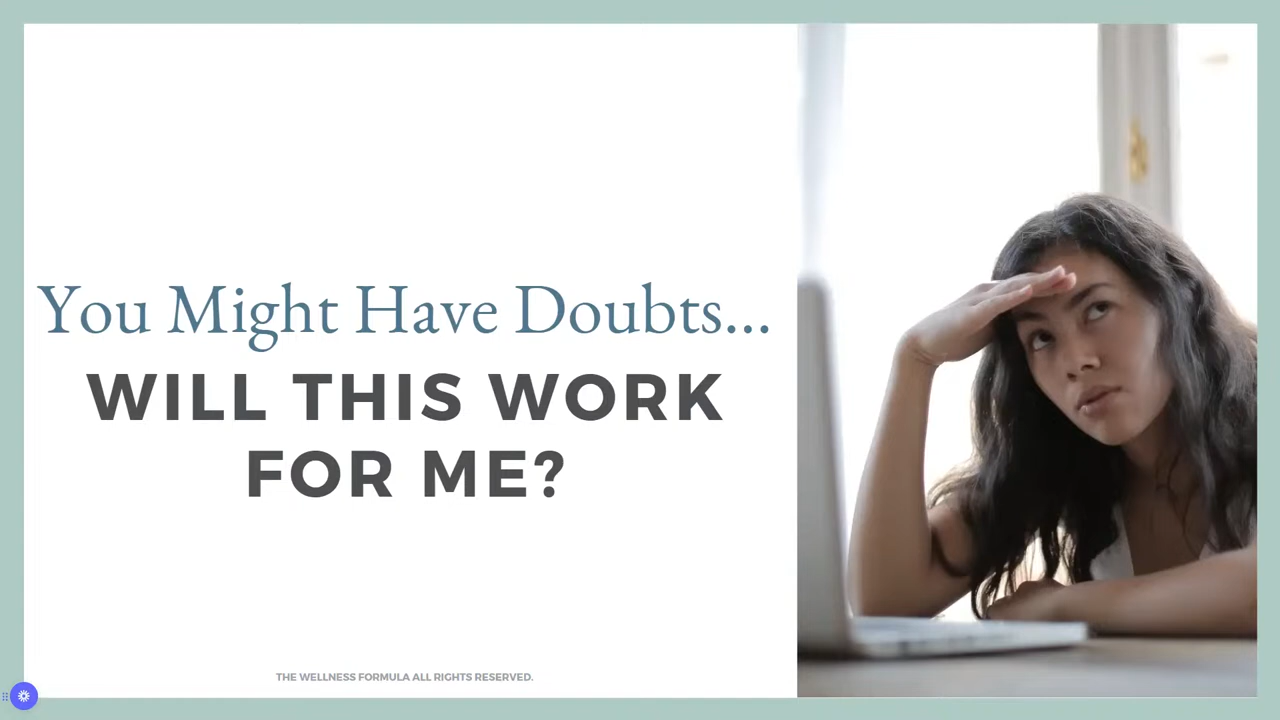 You Might Have Doubts...
WILL THIS WORK
FOR ME?
THE WELLNESS FORMULA ALL RIGHTS RESERVED.